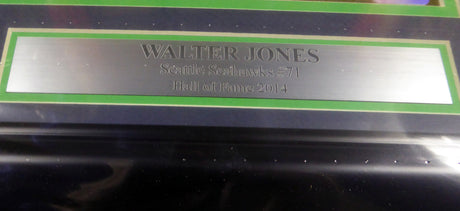 WALTER JONES
Seattle Seahawks #71
Hall of Fame 2014